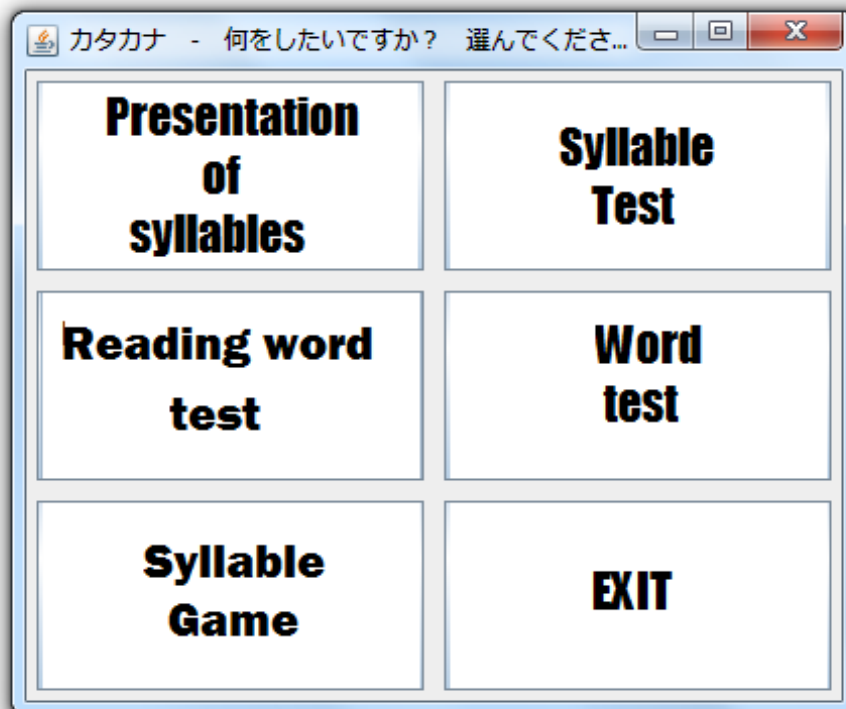 カタカナ - 何をしたいですか？ 選んでくださ...
Presentation
of
syllables
Syllable
Test
Reading word
test
Word
test
Syllable
Game
EXIT